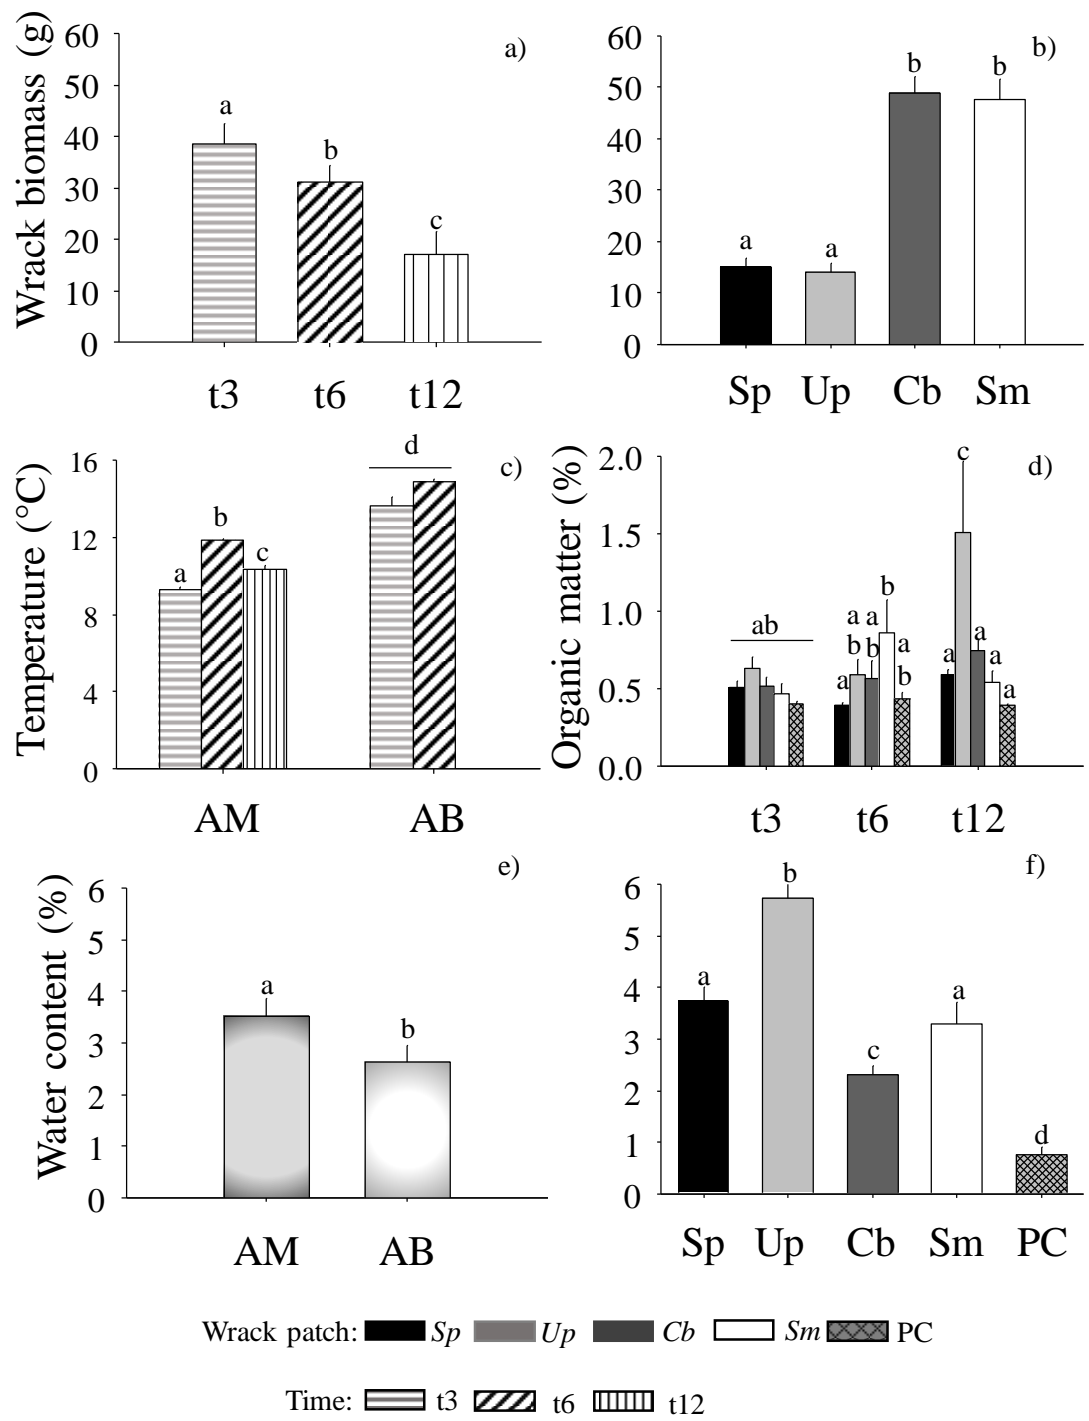 a)
Wrack biomass (g)
60
50
40
30
20
10
0
a
b
c
t3 t6 t12
b)
60
50
40
30
20
10
0
a
a
b
b
Sp Up Cb Sm
c)
Temperature (°C)
16
12
8
4
0
a
b
c
d
AM AB
d)
Organic matter (%)
2.0
1.5
1.0
0.5
0.0
ab
a
a
b
a
b
b
a
b
a
c
a
a
a
t3 t6 t12
e)
Water content (%)
6
5
4
3
2
1
0
a
b
AM AB
f)
6
5
4
3
2
1
0
a
b
c
a
d
Sp Up Cb Sm PC
Wrack patch: Sp Up Cb Sm PC
Time: t3 t6 t12